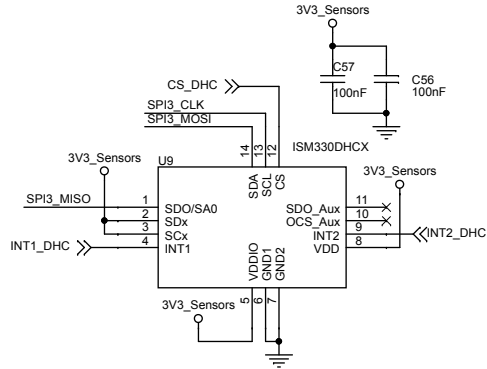 3V3_Sensors
C57
100nF
C56
100nF
CS_DHC
SPI3_CLK
SPI3_MOSI
ISM330DHCX
14
13
12
3V3_Sensors
U9
3V3_Sensors
SDA
SCL
CS
SPI3_MISO
1
SDO/SA0
SDO_Aux
11
2
SDx
OCS_Aux
10
3
SCx
INT2
9
INT2_DHC
INT1_DHC
4
INT1
VDD
8
VDDIO
GND1
GND2
3V3_Sensors
5
6
7